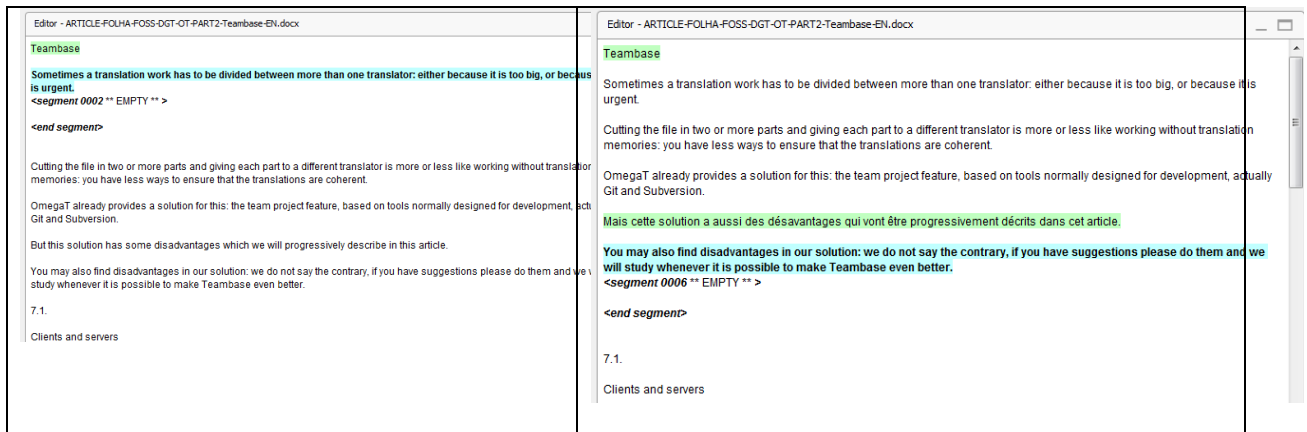 Editor - ARTICLE-FOLHA-FOSS-DGT-OT-PART2-Teambase-EN.docx
Teambase
Sometimes a translation work has to be divided between more than one translator: either because it is too big, or becaus
is urgent.
<segment 0002 ** EMPTY ** >
<end segment>
Cutting the file in two or more parts and giving each part to a different translator is more or less like working without translation
memories: you have less ways to ensure that the translations are coherent.
OmegaT already provides a solution for this: the team project feature, based on tools normally designed for development,
Git and Subversion.
But this solution has some disadvantages which we will progressively describe in this article.
You may also find disadvantages in our solution: we do not say the contrary, if you have suggestions please do them and we
study whenever it is possible to make Teambase even better.
7.1.
Clients and servers
Editor - ARTICLE-FOLHA-FOSS-DGT-OT-PART2-Teambase-EN.docx
Teambase
Sometimes a translation work has to be divided between more than one translator: either because it is too big, or because it is
urgent.
Cutting the file in two or more parts and giving each part to a different translator is more or less like working without translation
memories: you have less ways to ensure that the translations are coherent.
OmegaT already provides a solution for this: the team project feature, based on tools normally designed for development, actually
Git and Subversion.
Mais cette solution a aussi des désavantages qui vont être progressivement décrits dans cet article.
You may also find disadvantages in our solution: we do not say the contrary, if you have suggestions please do them and we
will study whenever it is possible to make Teambase even better.
<segment 0006 ** EMPTY ** >
<end segment>
7.1.
Clients and servers